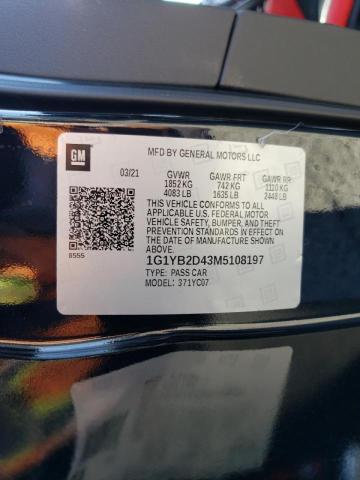 GM
MFD BY GENERAL MOTORS LLC
03/21 GVWR GAWR FRT GAWR RR
1852 KG 742 KG 1110 KG
4083 LB 1635 LB 2448 LB
THIS VEHICLE CONFORMS TO ALL
APPLICABLE U.S. FEDERAL MOTOR
VEHICLE SAFETY, BUMPER, AND THEFT
PREVENTION STANDARDS IN EFFECT ON
THE DATE OF MANUFACTURE SHOWN ABOVE.
8555
1G1YB2D43M5108197
TYPE: PASS CAR
MODEL: 371YC07